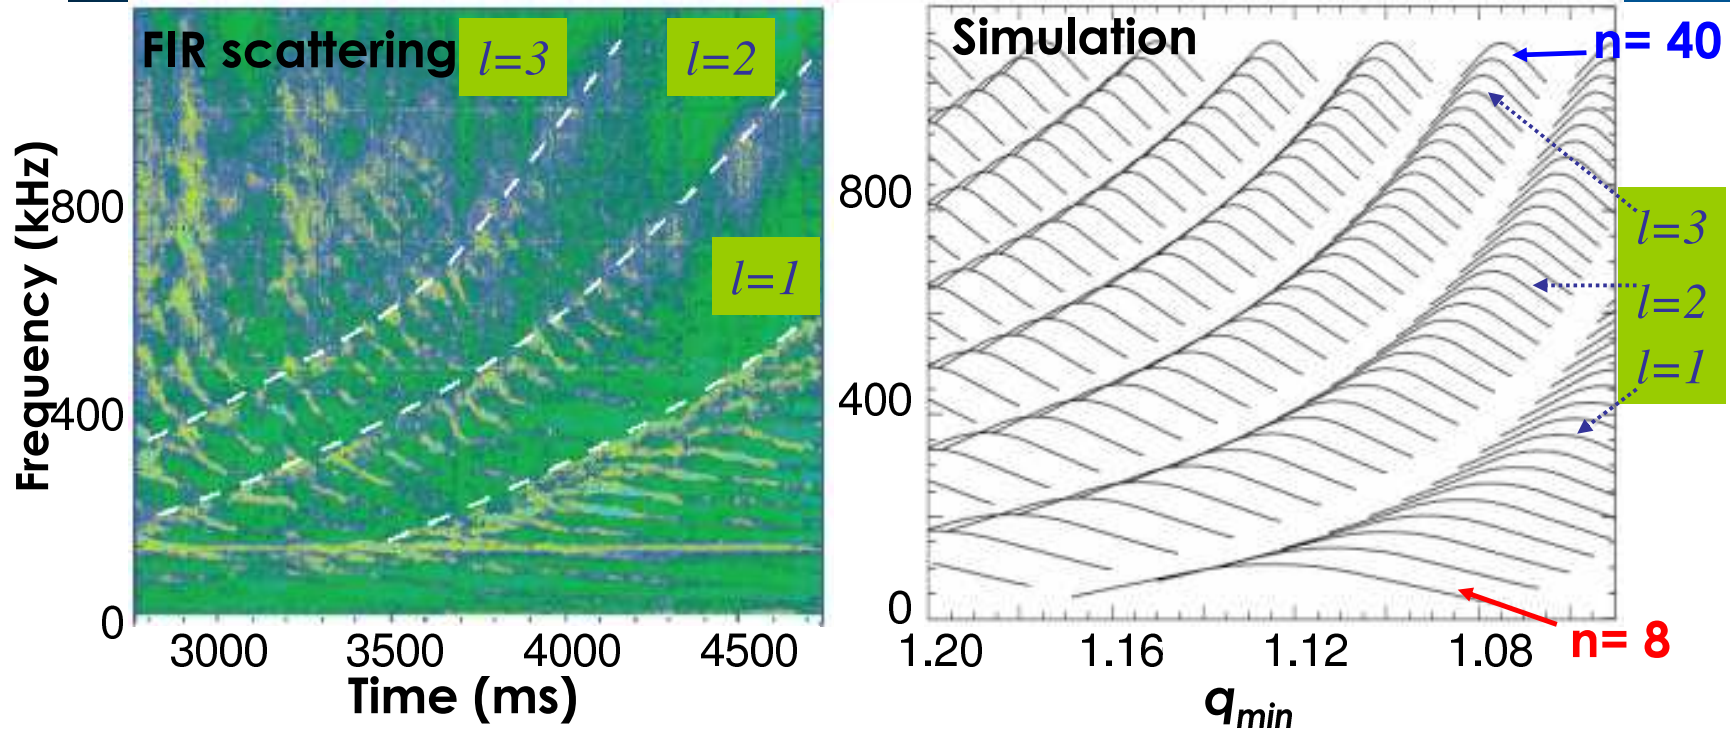 FIR scattering
l=3
l=2
l=1
Frequency (kHz)
800
400
0
3000 3500 4000 4500
Time (ms)
Simulation
n= 40
l=3
l=2
l=1
n= 8
800
400
0
1.20 1.16 1.12 1.08
qmin